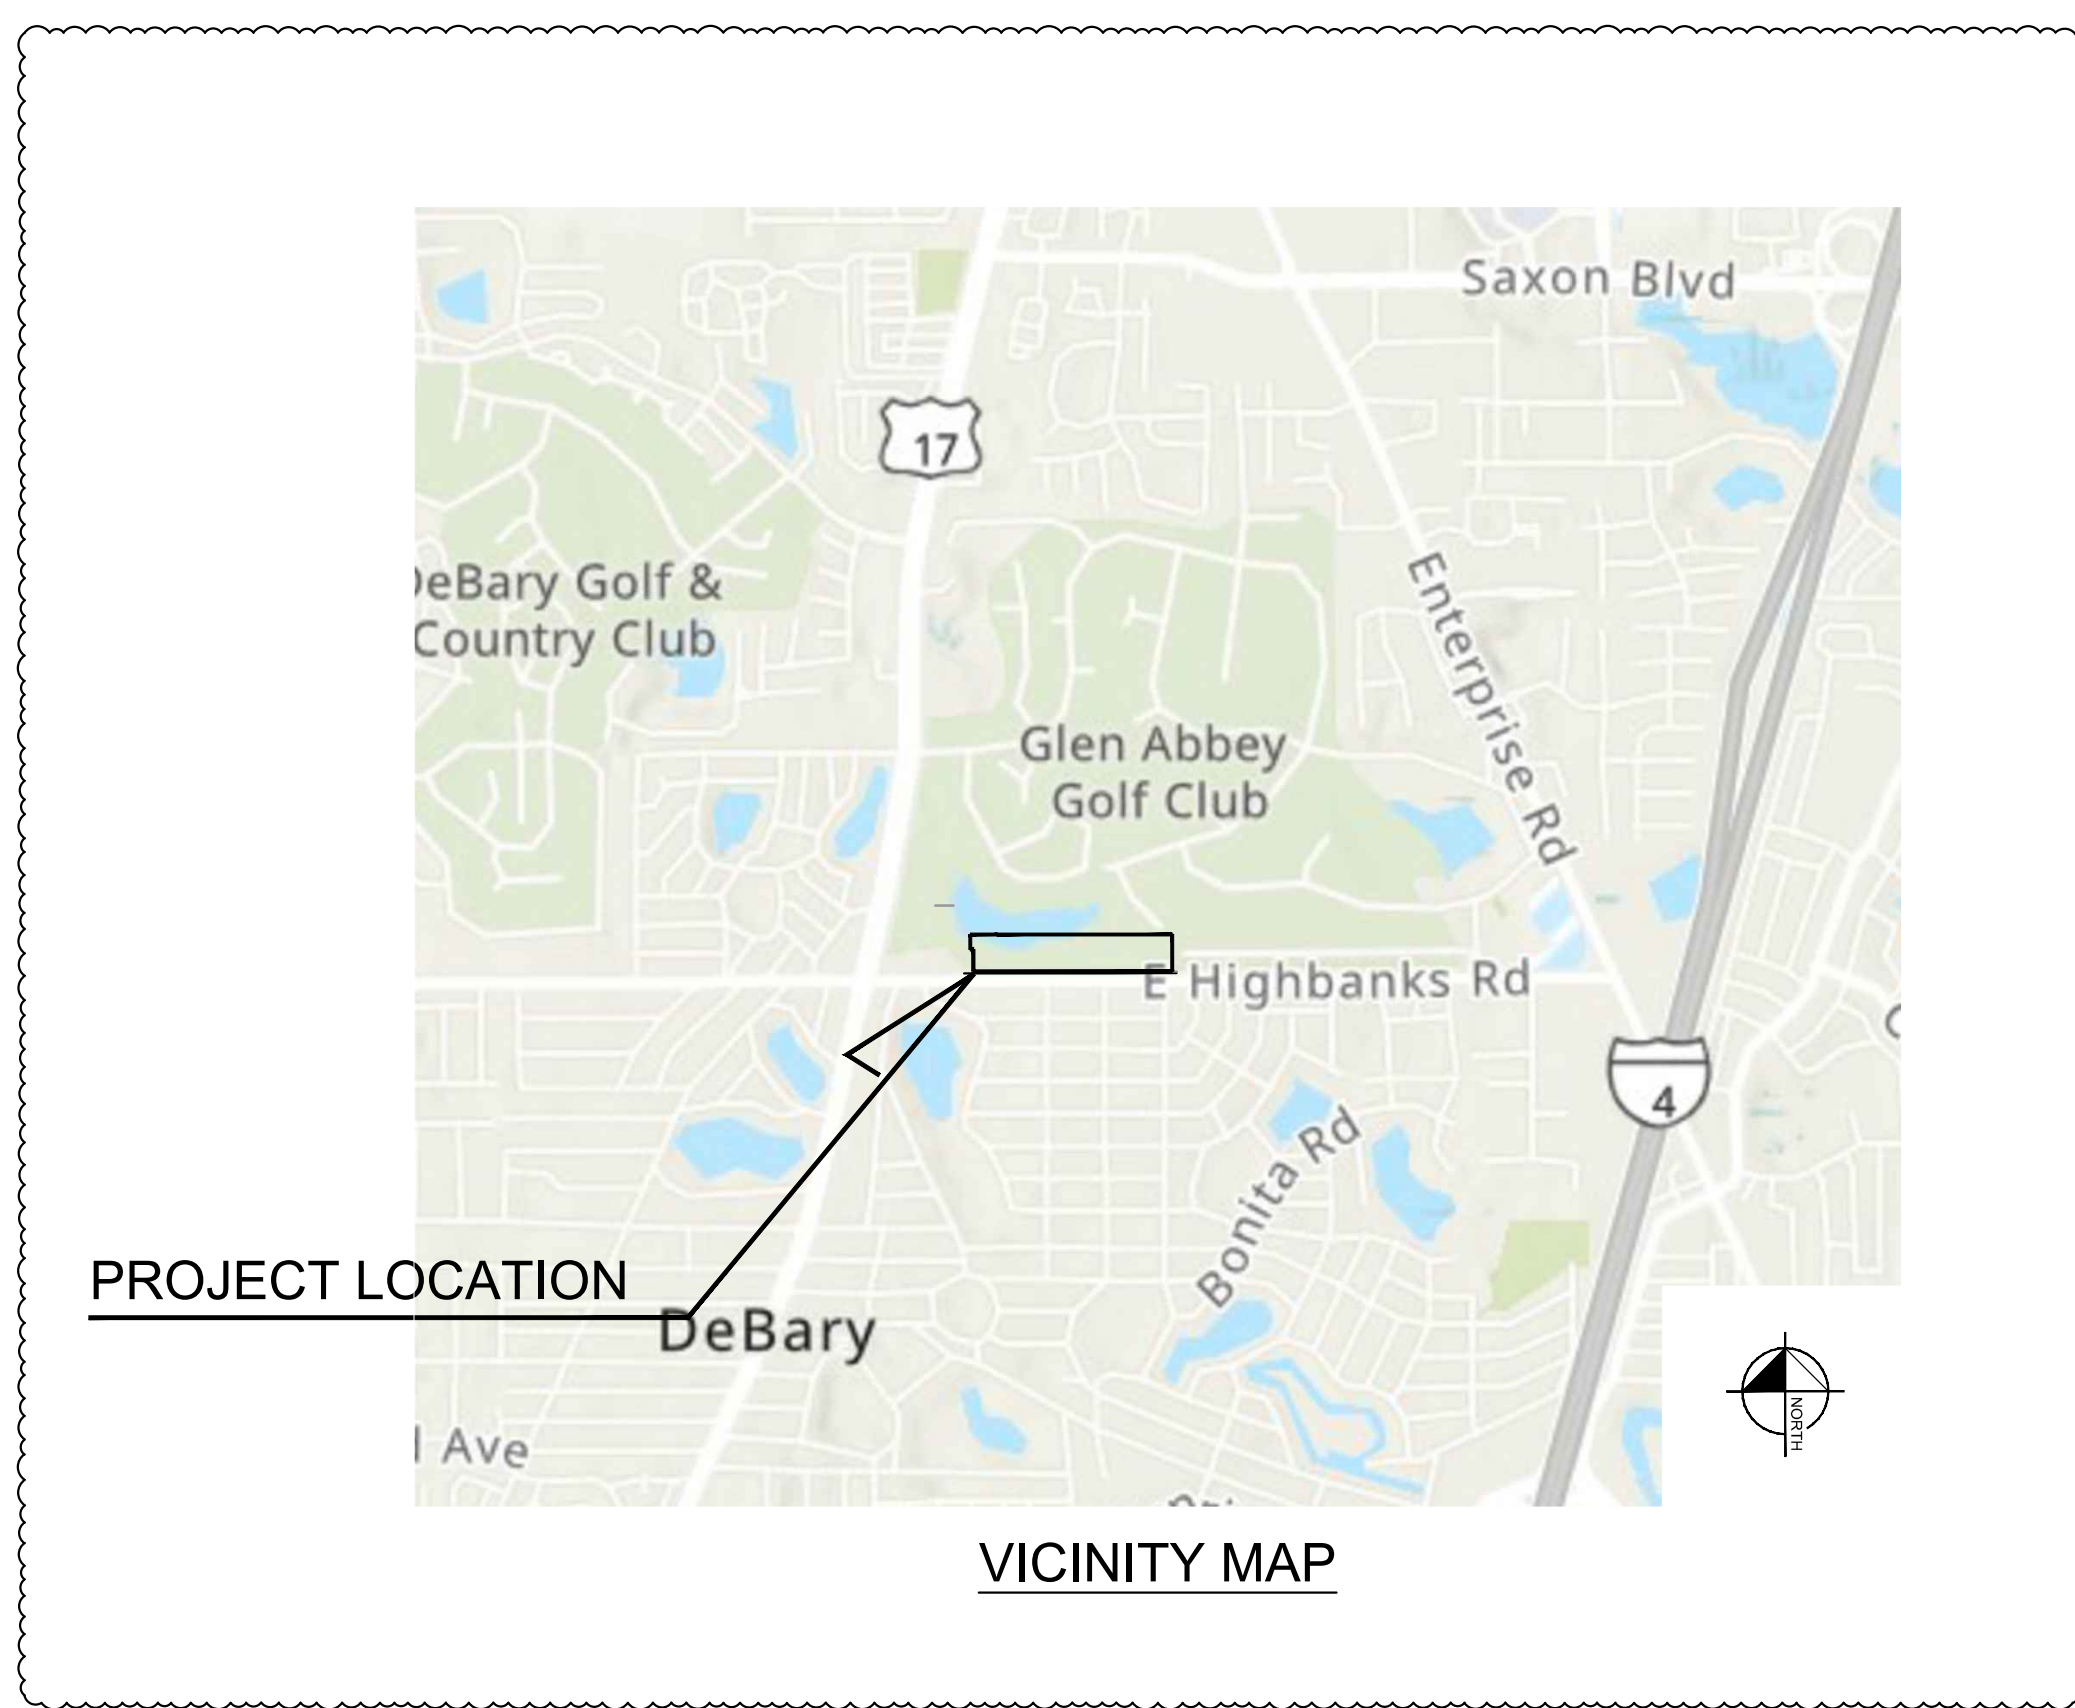 Saxon Blvd
17
DeBary Golf &
Country Club
Enterprise Rd
Glen Abbey
Golf Club
E Highbanks Rd
4
Bonita Rd
PROJECT LOCATION
DeBary
Ave
NORTH
VICINITY MAP